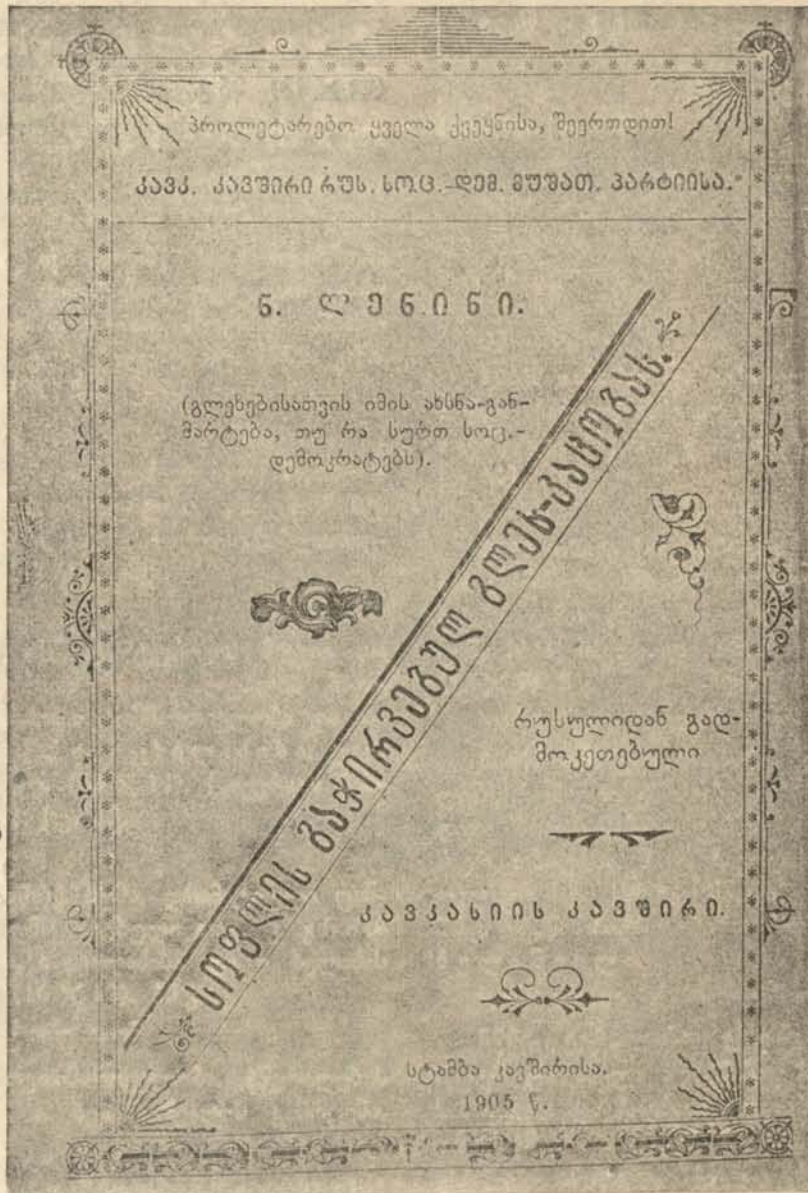 პროლეტარებო ყველა ქვეყნისა, შეერთდით!
კავკ. კავშირი რუს. სოც.-დემ. მუშათ. პარტიისა.
ნ. ლენინი.
(გლეხებისათვის იმის ახსნა-გან-
მარტება, თუ რა სურთ სოც.-
დემოკრატებს).
სოფლის გაჭირვებულ გლეხ-კაცობას.
რუსულიდან გად-
მოკეთებული
კავკასიის კავშირი.
სტამბა კავშირისა.
1905 წ.